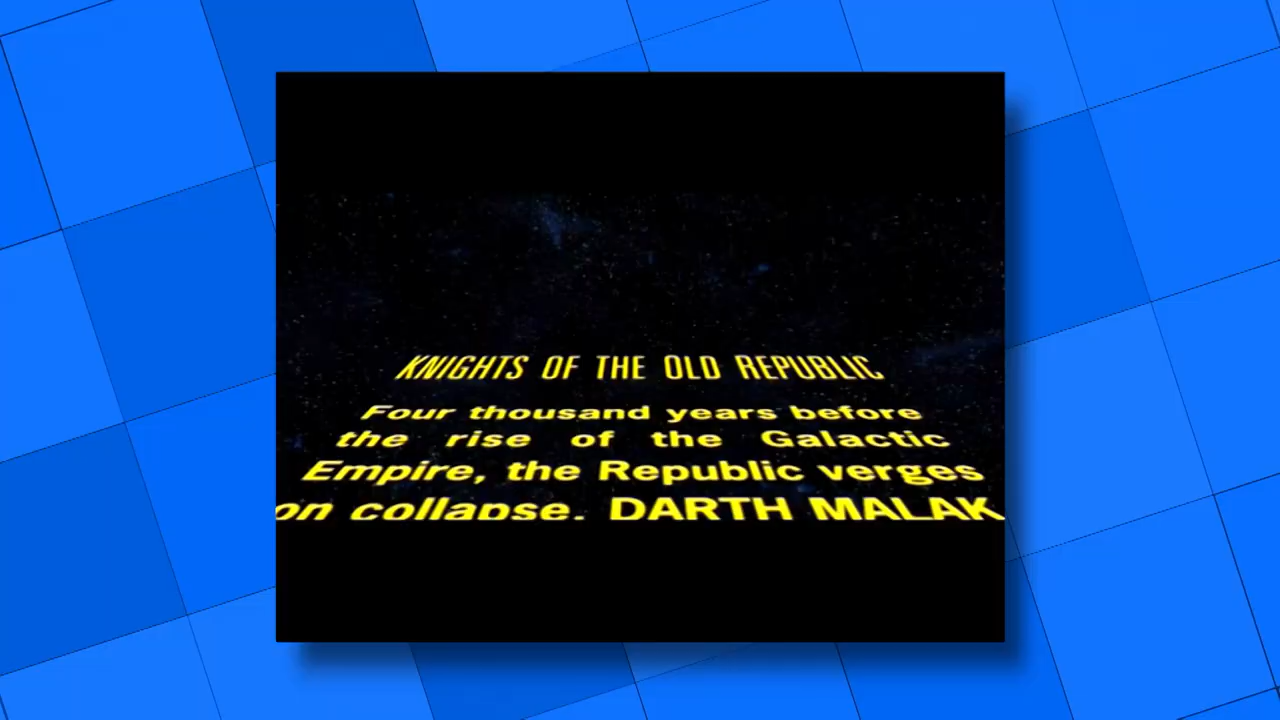 KNIGHTS OF THE OLD REPUBLIC
Four thousand years before
the rise of the Galactic
Empire, the Republic verges
on collapse. DARTH MALAK